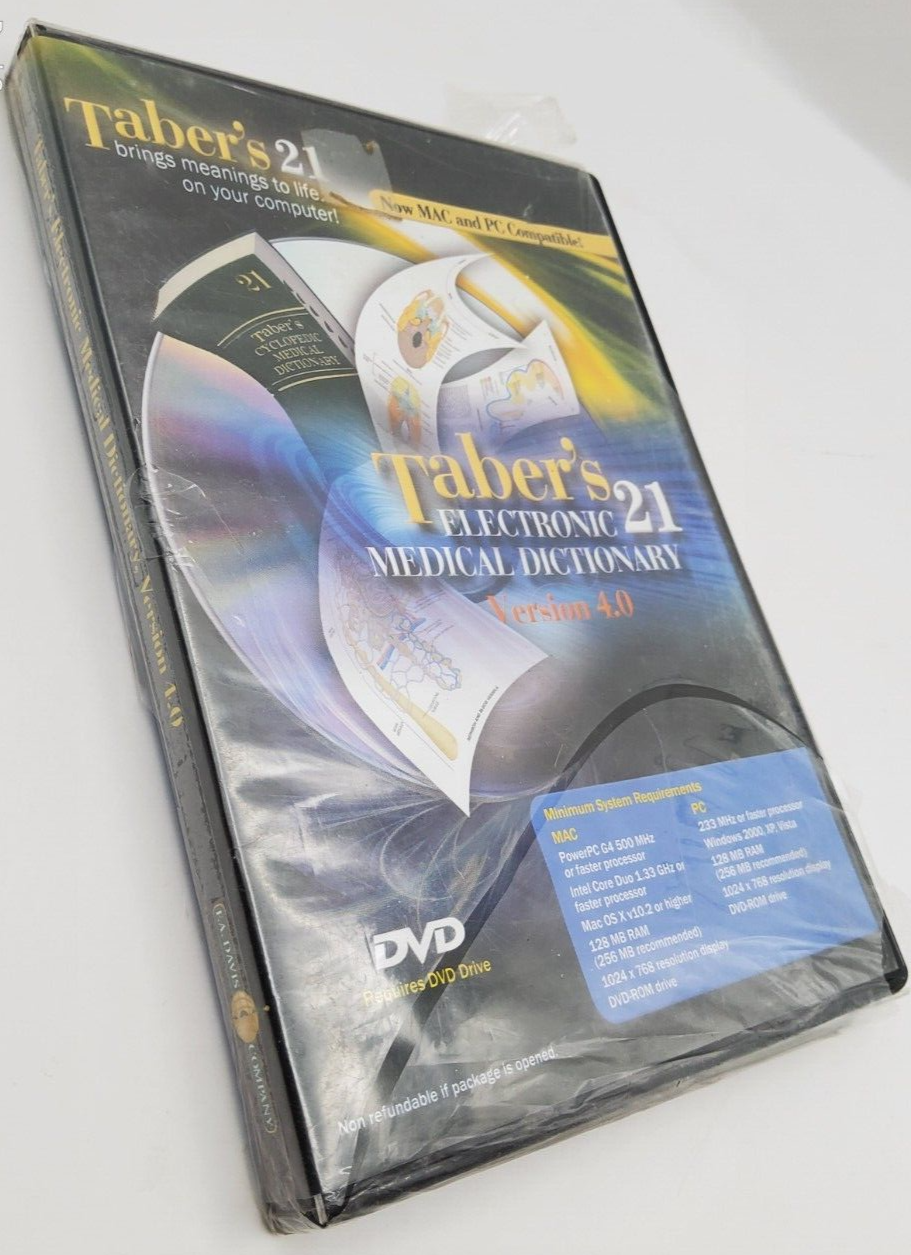 Taber's 21
brings meanings to life
on your computer!
Now MAC and PC Compatible!
21
Taber's
CYCLOPEDIC
MEDICAL
DICTIONARY
Taber's 21
ELECTRONIC
MEDICAL DICTIONARY
Version 4.0
Minimum System Requirements
MAC
PowerPC G4 500 MHz
or faster processor
Intel Core Duo 1.33 GHz or
faster processor
Mac OS X v10.2 or higher
128 MB RAM
(256 MB recommended)
1024 x 768 resolution display
DVD-ROM drive
PC
233 MHz or faster processor
Windows 2000, XP, Vista
128 MB RAM
(256 MB recommended)
1024 x 768 resolution display
DVD-ROM drive
DVD
Requires DVD Drive
Non refundable if package is opened.
Taber's Electronic Medical Dictionary, Version 4.0
F.A. DAVIS COMPANY